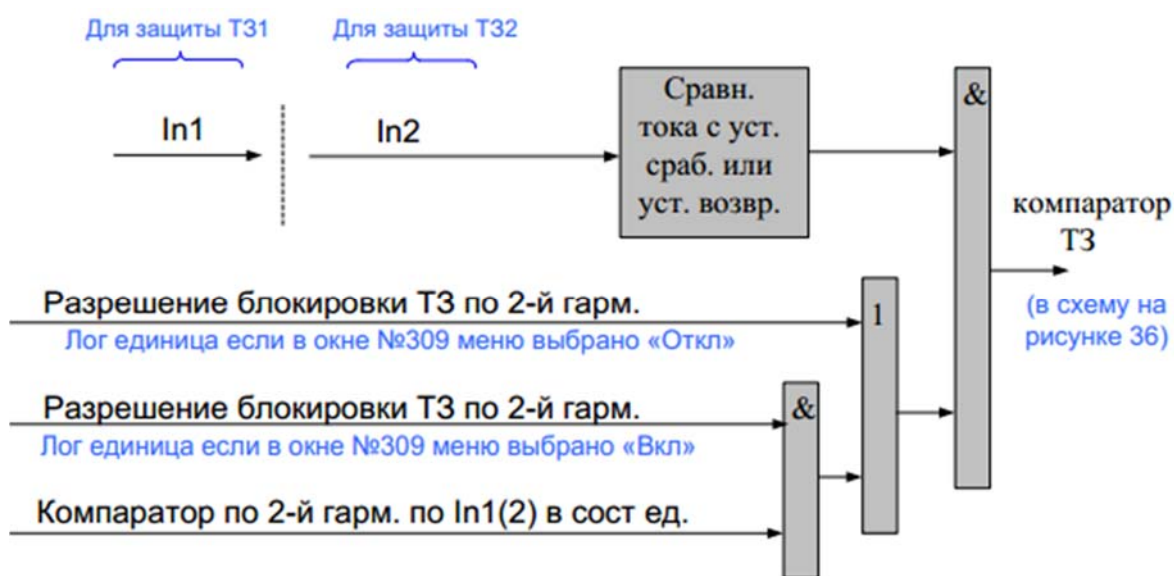 Для защиты ТЗ1
Для защиты ТЗ2
In1
In2
Сравн.
тока с уст.
сраб. или
уст. возвр.
&
компаратор
ТЗ
(в схему на
рисунке 36)
Разрешение блокировки ТЗ по 2-й гарм.
Лог единица если в окне №309 меню выбрано «Откл»
1
Разрешение блокировки ТЗ по 2-й гарм.
Лог единица если в окне №309 меню выбрано «Вкл»
&
Компаратор по 2-й гарм. по In1(2) в сост ед.